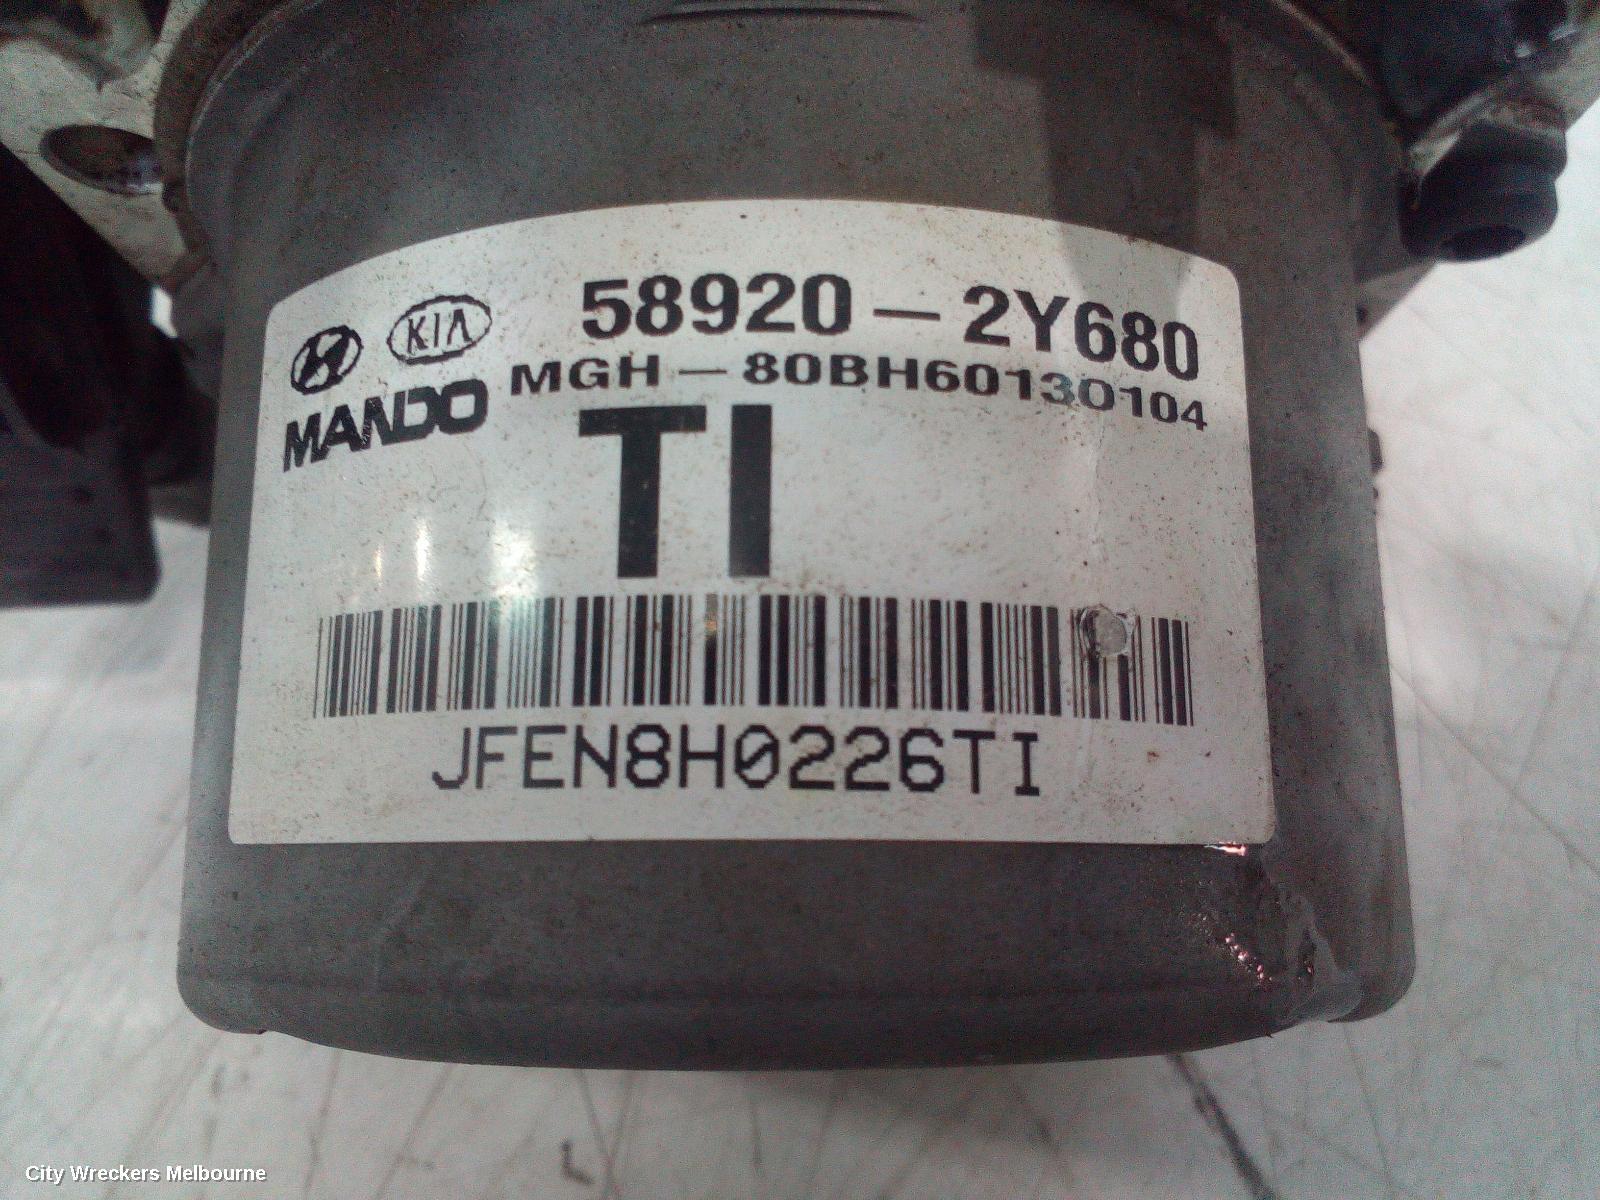 KIA 58920-2Y680
MANDO MGH-80BH60130104
TI
JFEN8H0226TI
City Wreckers Melbourne